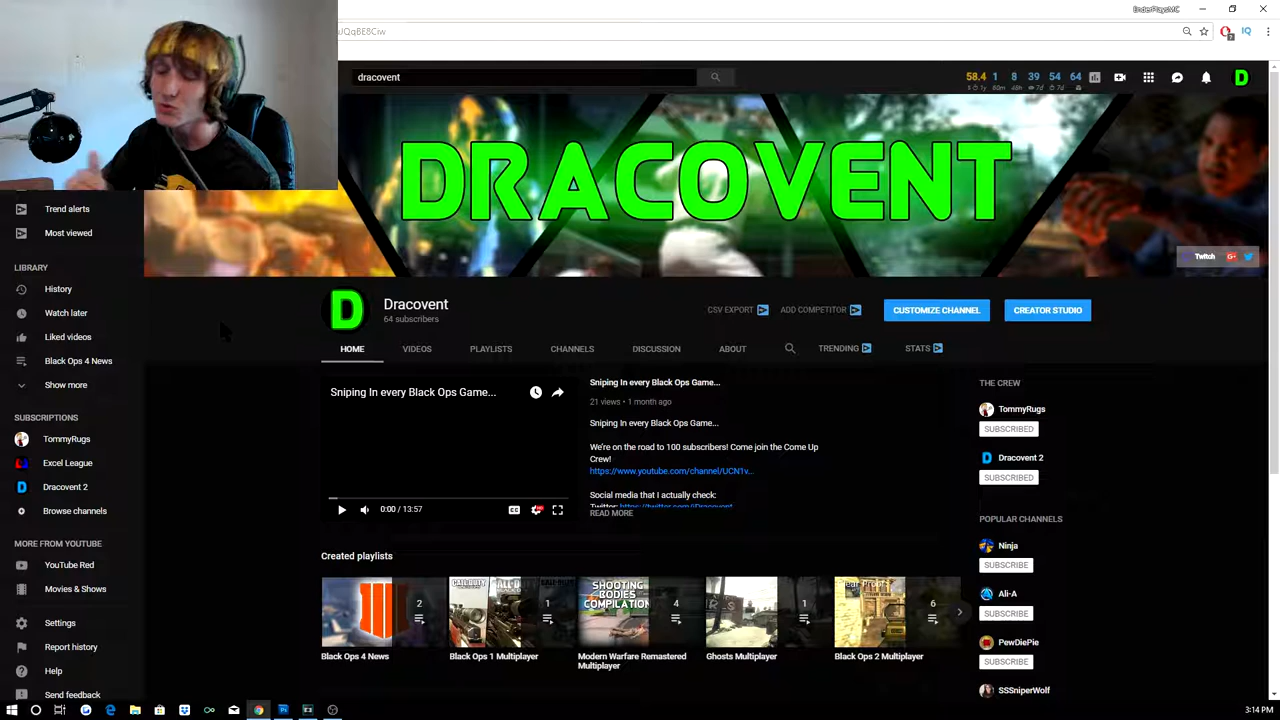 EnderPlaysMC
JQqBE8Ciw
dracovent
58.4 1 8 39 54 64
DRACOVENT
Twitch
Trend alerts
Most viewed
LIBRARY
History
Watch later
Liked videos
Black Ops 4 News
Show more
SUBSCRIPTIONS
TommyRugs
Excel League
Dracovent 2
Browse channels
MORE FROM YOUTUBE
YouTube Red
Movies & Shows
Settings
Report history
Help
Send feedback
D
Dracovent
64 subscribers
CSV EXPORT
ADD COMPETITOR
CUSTOMIZE CHANNEL
CREATOR STUDIO
HOME
VIDEOS
PLAYLISTS
CHANNELS
DISCUSSION
ABOUT
TRENDING
STATS
Sniping In every Black Ops Game...
0:00 / 13:57
Sniping In every Black Ops Game...
21 views • 1 month ago
Sniping In every Black Ops Game...
We're on the road to 100 subscribers! Come join the Come Up
Crew!
https://www.youtube.com/channel/UCN1v...
Social media that I actually check:
READ MORE
THE CREW
TommyRugs
SUBSCRIBED
Dracovent 2
SUBSCRIBED
POPULAR CHANNELS
Ninja
SUBSCRIBE
Ali-A
SUBSCRIBE
PewDiePie
SUBSCRIBE
SSSniperWolf
Created playlists
2
1
SHOOTING
BODIES
COMPILATION
4
1
6
Black Ops 4 News
Black Ops 1 Multiplayer
Modern Warfare Remastered
Multiplayer
Ghosts Multiplayer
Black Ops 2 Multiplayer
3:14 PM